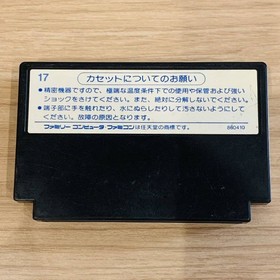 17
カセットについてのお願い
●精密機器ですので、極端な温度条件下での使用や保管および強い
ショックをさけてください。また、絶対に分解しないでください。
●端子部に手を触れたり、水にぬらしたりして汚さないようにして
ください。故障の原因となります。
ファミリーコンピュータ・ファミコンは任天堂の商標です。